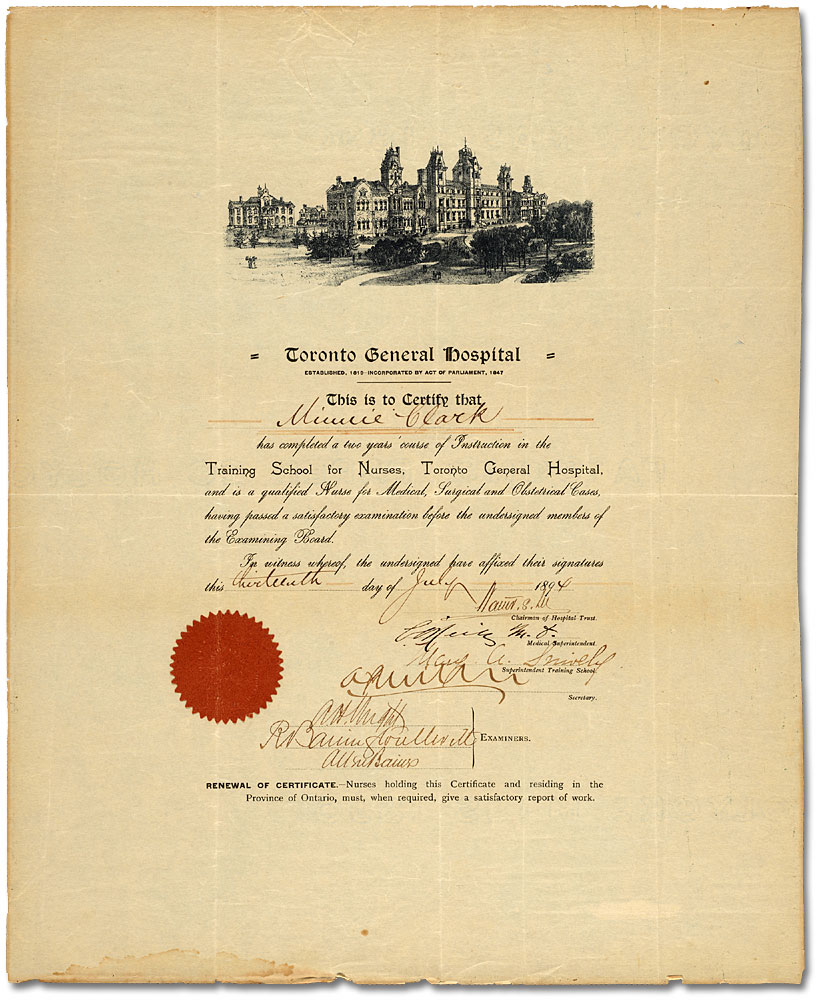 = Toronto General Hospital =
ESTABLISHED, 1819—INCORPORATED BY ACT OF PARLIAMENT, 1847
This is to Certify that
Minnie Clark
has completed a two years' course of Instruction in the
Training School for Nurses, Toronto General Hospital,
and is a qualified Nurse for Medical, Surgical and Obstetrical Cases,
having passed a satisfactory examination before the undersigned members of
the Examining Board.
In witness whereof, the undersigned have affixed their signatures
this thirteenth day of July 1894
Chairman of Hospital Trust.
Medical Superintendent.
Mary A. Snively
Superintendent Training School.
Secretary.
A H Wright
EXAMINERS.
Allen Baines
RENEWAL OF CERTIFICATE.—Nurses holding this Certificate and residing in the
Province of Ontario, must, when required, give a satisfactory report of work.